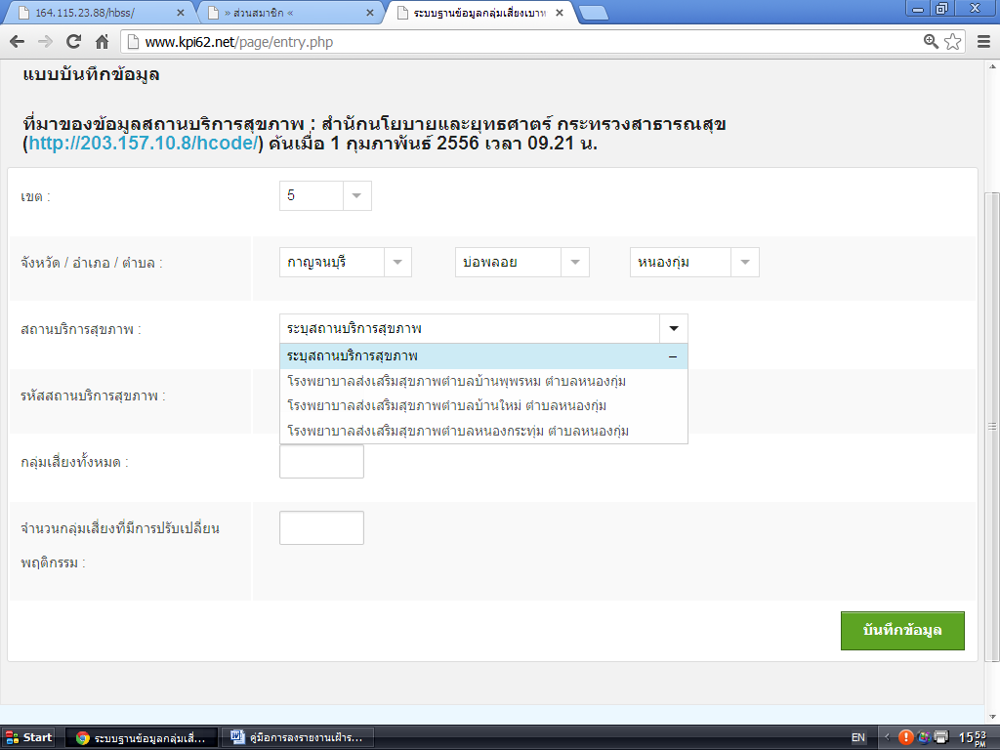 164.115.23.88/hbss/
» ส่วนสมาชิก «
ระบบฐานข้อมูลกลุ่มเสี่ยงเบาห
www.kpi62.net/page/entry.php
แบบบันทึกข้อมูล
ที่มาของข้อมูลสถานบริการสุขภาพ : สำนักนโยบายและยุทธศาตร์ กระทรวงสาธารณสุข
(http://203.157.10.8/hcode/) ค้นเมื่อ 1 กุมภาพันธ์ 2556 เวลา 09.21 น.
เขต :
5
จังหวัด / อำเภอ / ตำบล :
กาญจนบุรี
บ่อพลอย
หนองกุ่ม
สถานบริการสุขภาพ :
ระบุสถานบริการสุขภาพ
ระบุสถานบริการสุขภาพ
โรงพยาบาลส่งเสริมสุขภาพตำบลบ้านพุพรหม ตำบลหนองกุ่ม
โรงพยาบาลส่งเสริมสุขภาพตำบลบ้านใหม่ ตำบลหนองกุ่ม
โรงพยาบาลส่งเสริมสุขภาพตำบลหนองกระทุ่ม ตำบลหนองกุ่ม
รหัสสถานบริการสุขภาพ :
กลุ่มเสี่ยงทั้งหมด :
จำนวนกลุ่มเสี่ยงที่มีการปรับเปลี่ยน
พฤติกรรม :
บันทึกข้อมูล
Start
ระบบฐานข้อมูลกลุ่มเสี่...
คู่มือการลงรายงานเฝ้าร...
EN
15:53
PM